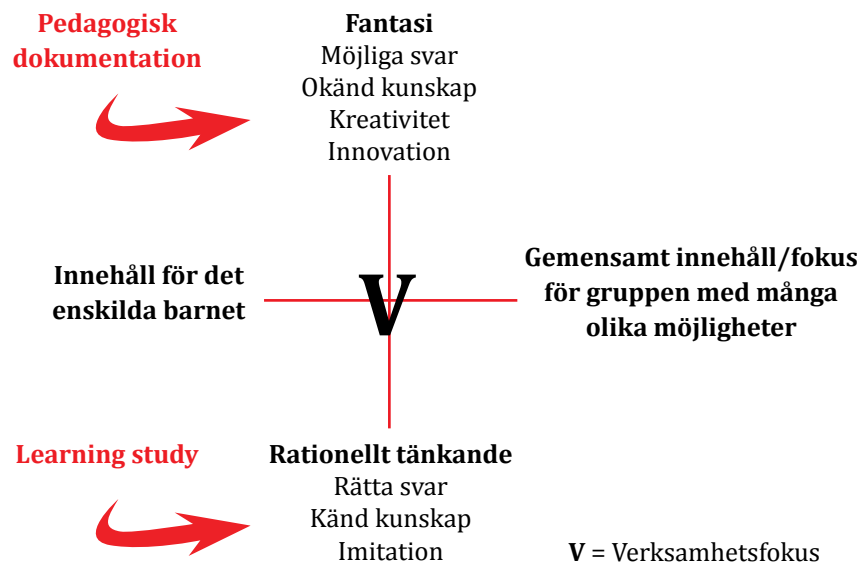 Pedagogisk
dokumentation
Fantasi
Möjliga svar
Okänd kunskap
Kreativitet
Innovation
Innehåll för det
enskilda barnet
V
Gemensamt innehåll/fokus
för gruppen med många
olika möjligheter
Learning study
Rationellt tänkande
Rätta svar
Känd kunskap
Imitation
V = Verksamhetsfokus